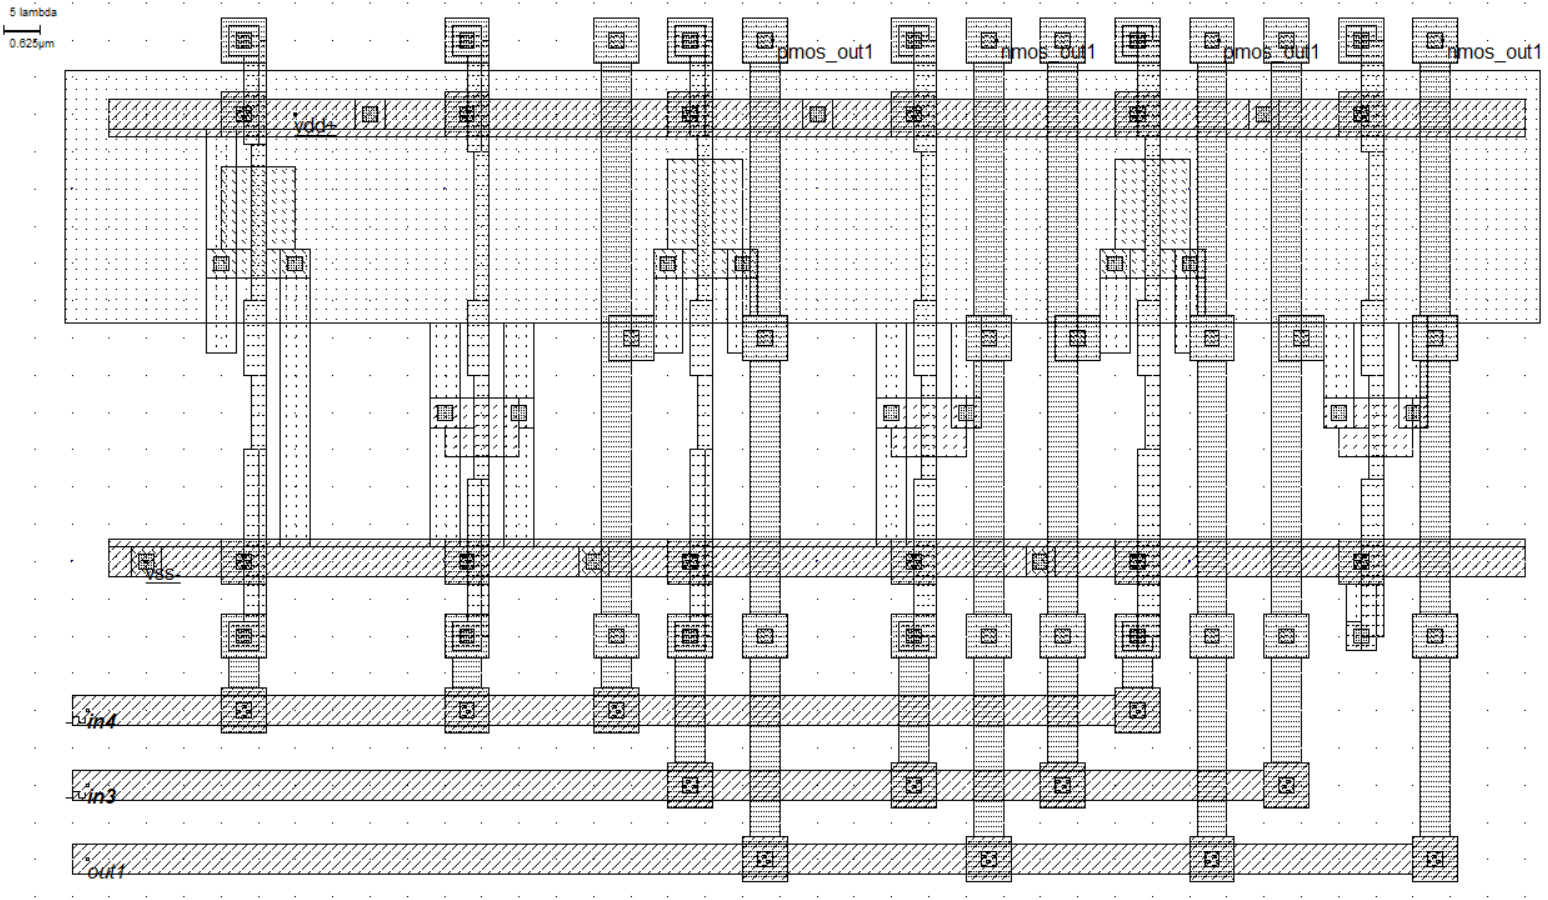 5 lambda
0.625µm
pmos_out1
nmos_out1
pmos_out1
nmos_out1
vdd+
vss-
in4
in3
out1